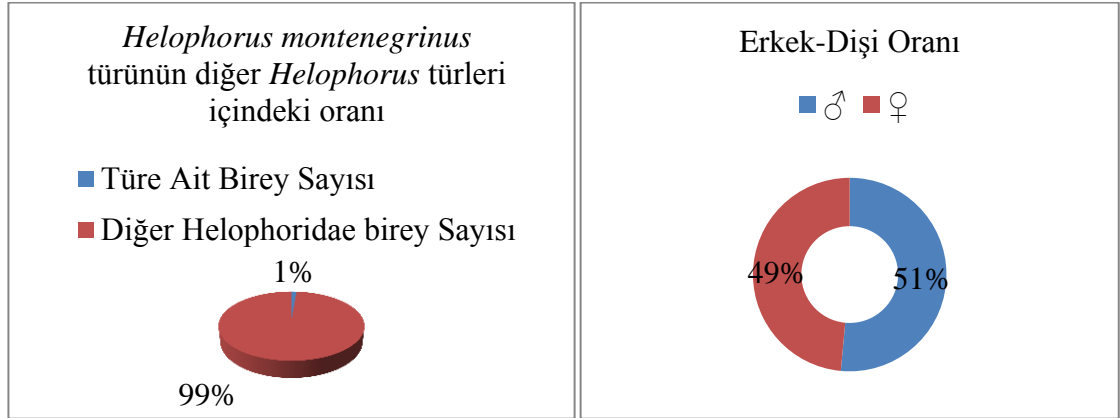 Helophorus montenegrinus
türünün diğer Helophorus türleri
içindeki oranı
Türe Ait Birey Sayısı
Diğer Helophoridae birey Sayısı
1%
99%
Erkek-Dişi Oranı
♂ ♀
49%
51%